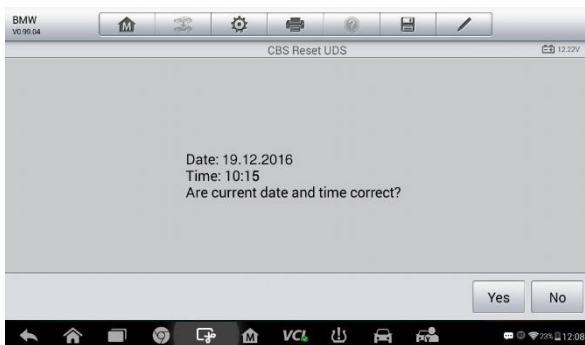 BMW
V0.99.04
CBS Reset UDS
12.22V
Date: 19.12.2016
Time: 10:15
Are current date and time correct?
Yes
No
VCI
23%
12:08